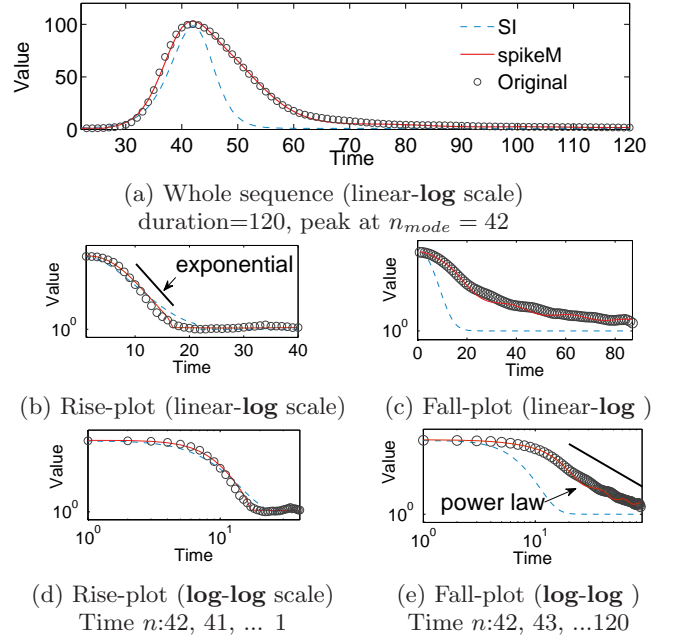 100
50
0
Value
SI
spikeM
Original
30 40 50 60 70 80 90 100 110 120
Time
(a) Whole sequence (linear-log scale)
duration=120, peak at n_mode = 42
Value
10^0
exponential
10 20 30 40
Time
(b) Rise-plot (linear-log scale)
Value
10^0
0 20 40 60 80
Time
(c) Fall-plot (linear-log )
Value
10^0
10^0 10^1
Time
(d) Rise-plot (log-log scale)
Time n:42, 41, ... 1
Value
10^0
power law
10^0 10^1
Time
(e) Fall-plot (log-log )
Time n:42, 43, ...120